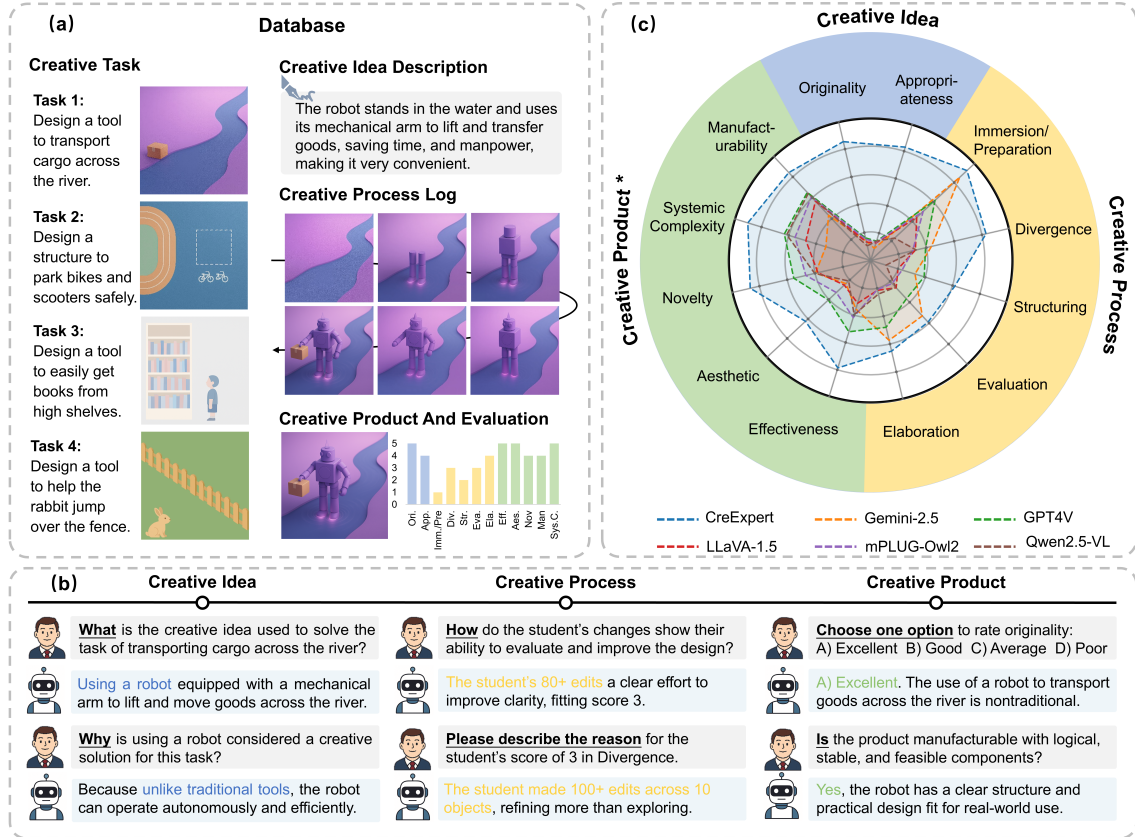 (a)
Database
Creative Task
Task 1:
Design a tool
to transport
cargo across
the river.
Task 2:
Design a
structure to
park bikes and
scooters safely.
Task 3:
Design a tool
to easily get
books from
high shelves.
Task 4:
Design a tool
to help the
rabbit jump
over the fence.
Creative Idea Description
The robot stands in the water and uses
its mechanical arm to lift and transfer
goods, saving time, and manpower,
making it very convenient.
Creative Process Log
Creative Product And Evaluation
5
4
3
2
1
0
Ori.
App.
Imm./Pre
Div.
Str.
Eva.
Ela.
Eff.
Aes.
Nov
Man
Sys.C.
(c)
Creative Idea
Originality
Appropri-
ateness
Immersion/
Preparation
Divergence
Structuring
Evaluation
Elaboration
Creative Process
Effectiveness
Aesthetic
Novelty
Systemic
Complexity
Manufact-
urability
Creative Product *
CreExpert
Gemini-2.5
GPT4V
LLaVA-1.5
mPLUG-Owl2
Qwen2.5-VL
(b)
Creative Idea
What is the creative idea used to solve the
task of transporting cargo across the river?
Using a robot equipped with a mechanical
arm to lift and move goods across the river.
Why is using a robot considered a creative
solution for this task?
Because unlike traditional tools, the robot
can operate autonomously and efficiently.
Creative Process
How do the student's changes show their
ability to evaluate and improve the design?
The student's 80+ edits a clear effort to
improve clarity, fitting score 3.
Please describe the reason for the
student's score of 3 in Divergence.
The student made 100+ edits across 10
objects, refining more than exploring.
Creative Product
Choose one option to rate originality:
A) Excellent B) Good C) Average D) Poor
A) Excellent. The use of a robot to transport
goods across the river is nontraditional.
Is the product manufacturable with logical,
stable, and feasible components?
Yes, the robot has a clear structure and
practical design fit for real-world use.